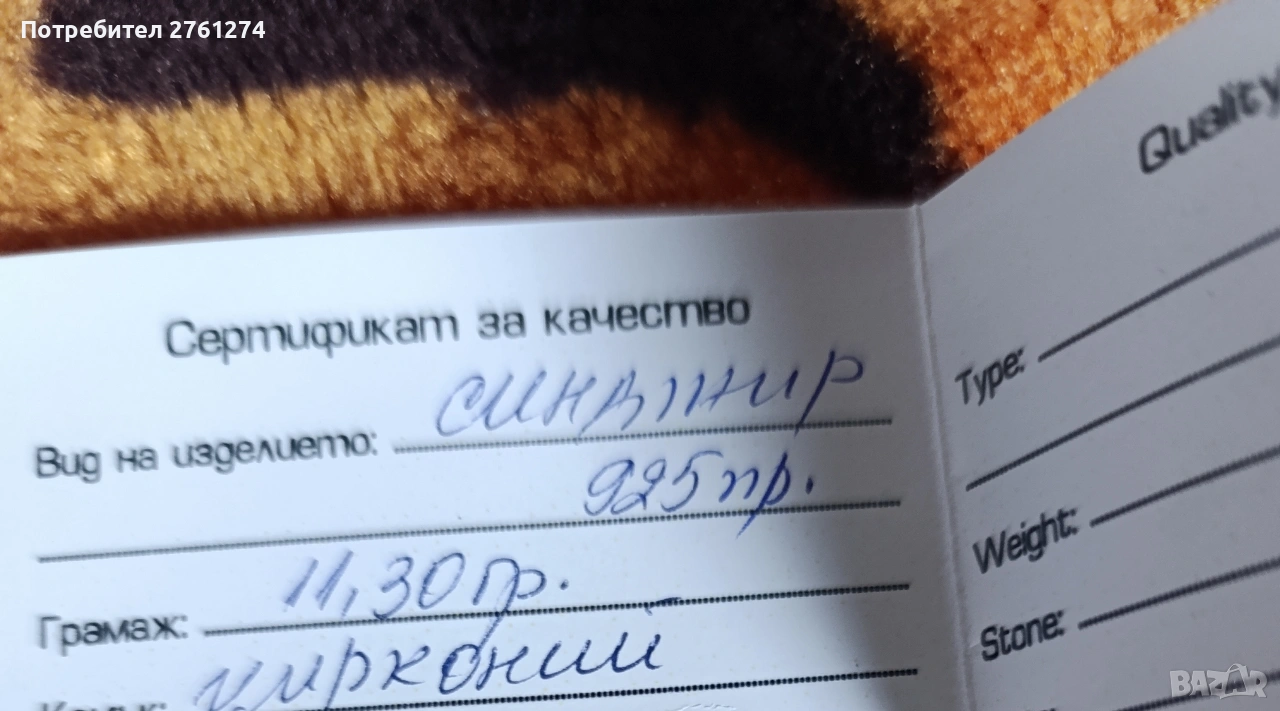 Потребител 2761274
Сертификат за качество
Вид на изделието: синджир
925 пр.
Грамаж: 11,30 гр.
цирконий
Quality
Type:
Weight:
Stone:
BAZAR